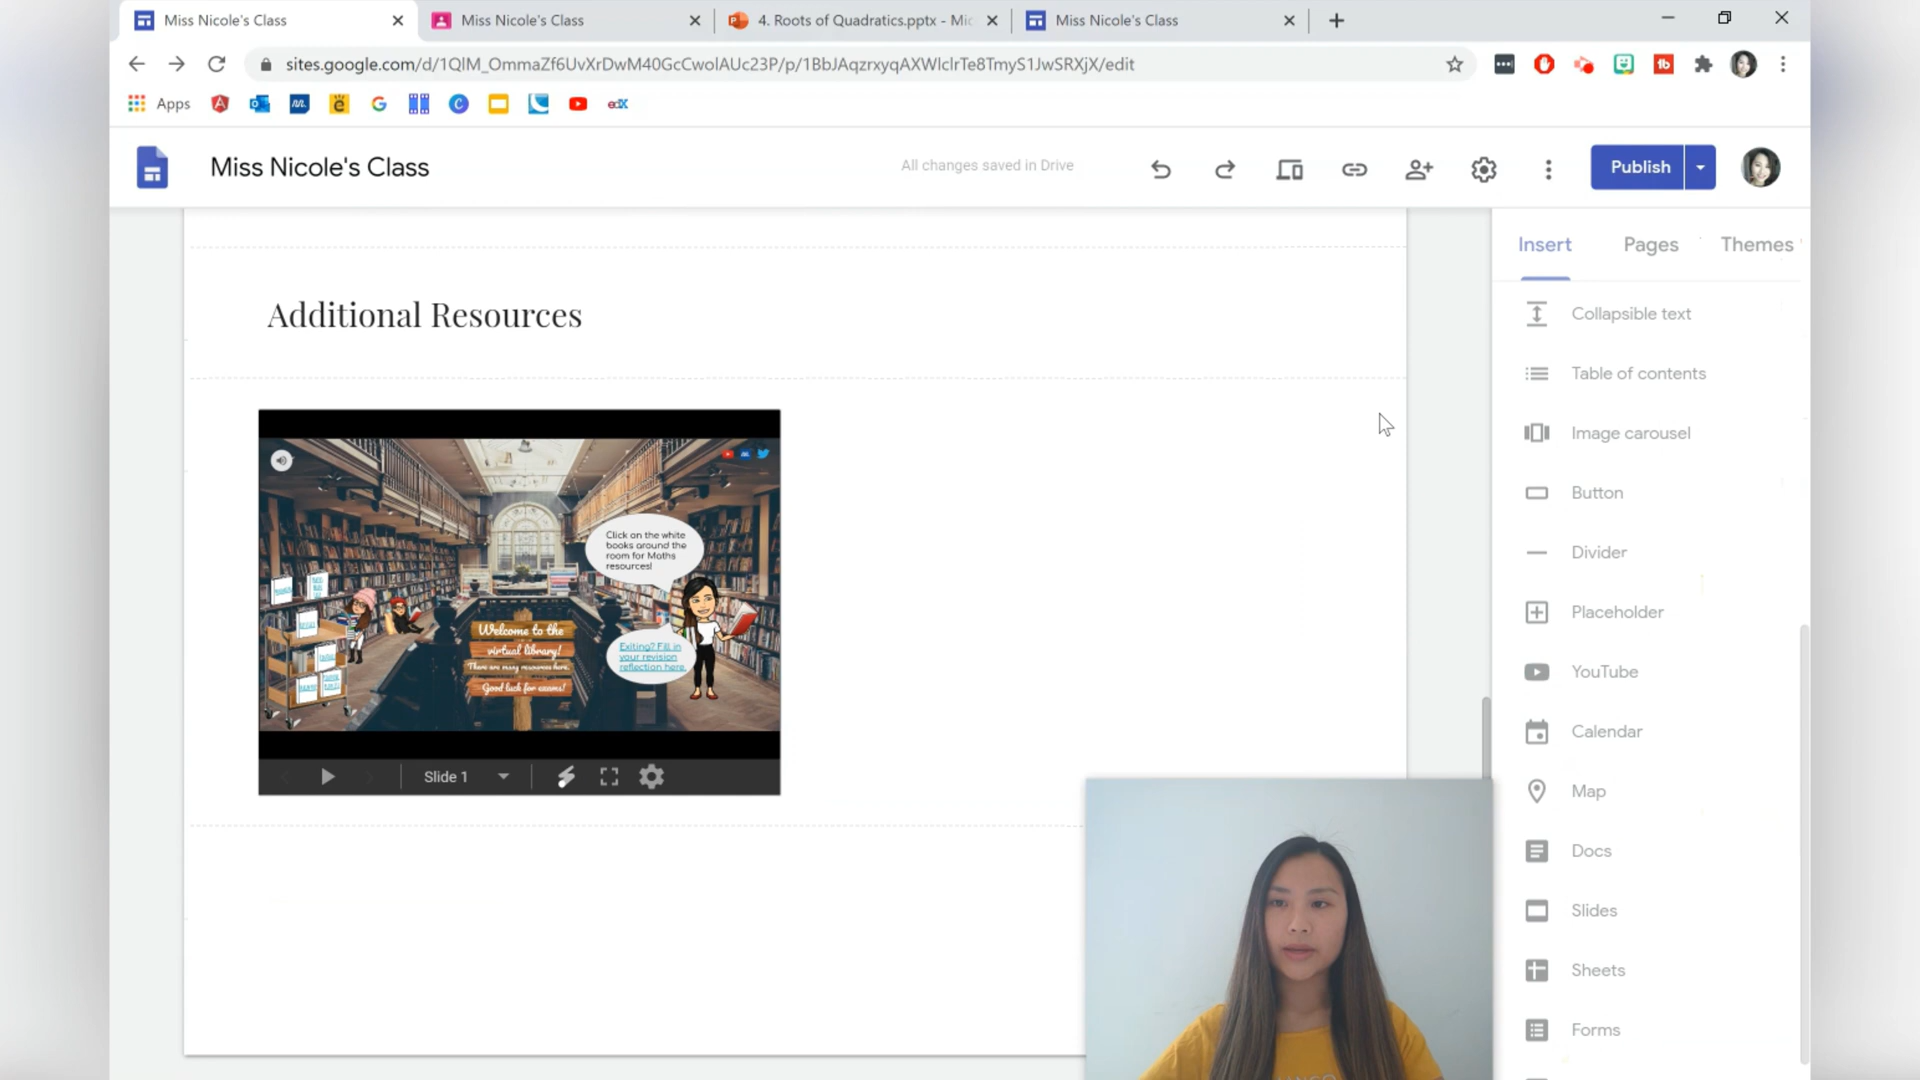 Miss Nicole's Class
Miss Nicole's Class
4. Roots of Quadratics.pptx - Mic
Miss Nicole's Class
sites.google.com/d/1QlM_OmmaZf6UvXrDwM40GcCwolAUc23P/p/1BbJAqzrxyqAXWlclrTe8TmyS1JwSRXjX/edit
Apps
edX
Miss Nicole's Class
All changes saved in Drive
Publish
Insert
Pages
Themes
Additional Resources
Collapsible text
Table of contents
Image carousel
Button
Divider
Placeholder
YouTube
Calendar
Map
Docs
Slides
Sheets
Forms
Click on the white
books around the
room for Maths
resources!
Welcome to the
virtual library!
There are many resources here.
Good luck for exams!
Exiting? Fill in
your revision
reflection here.
Slide 1